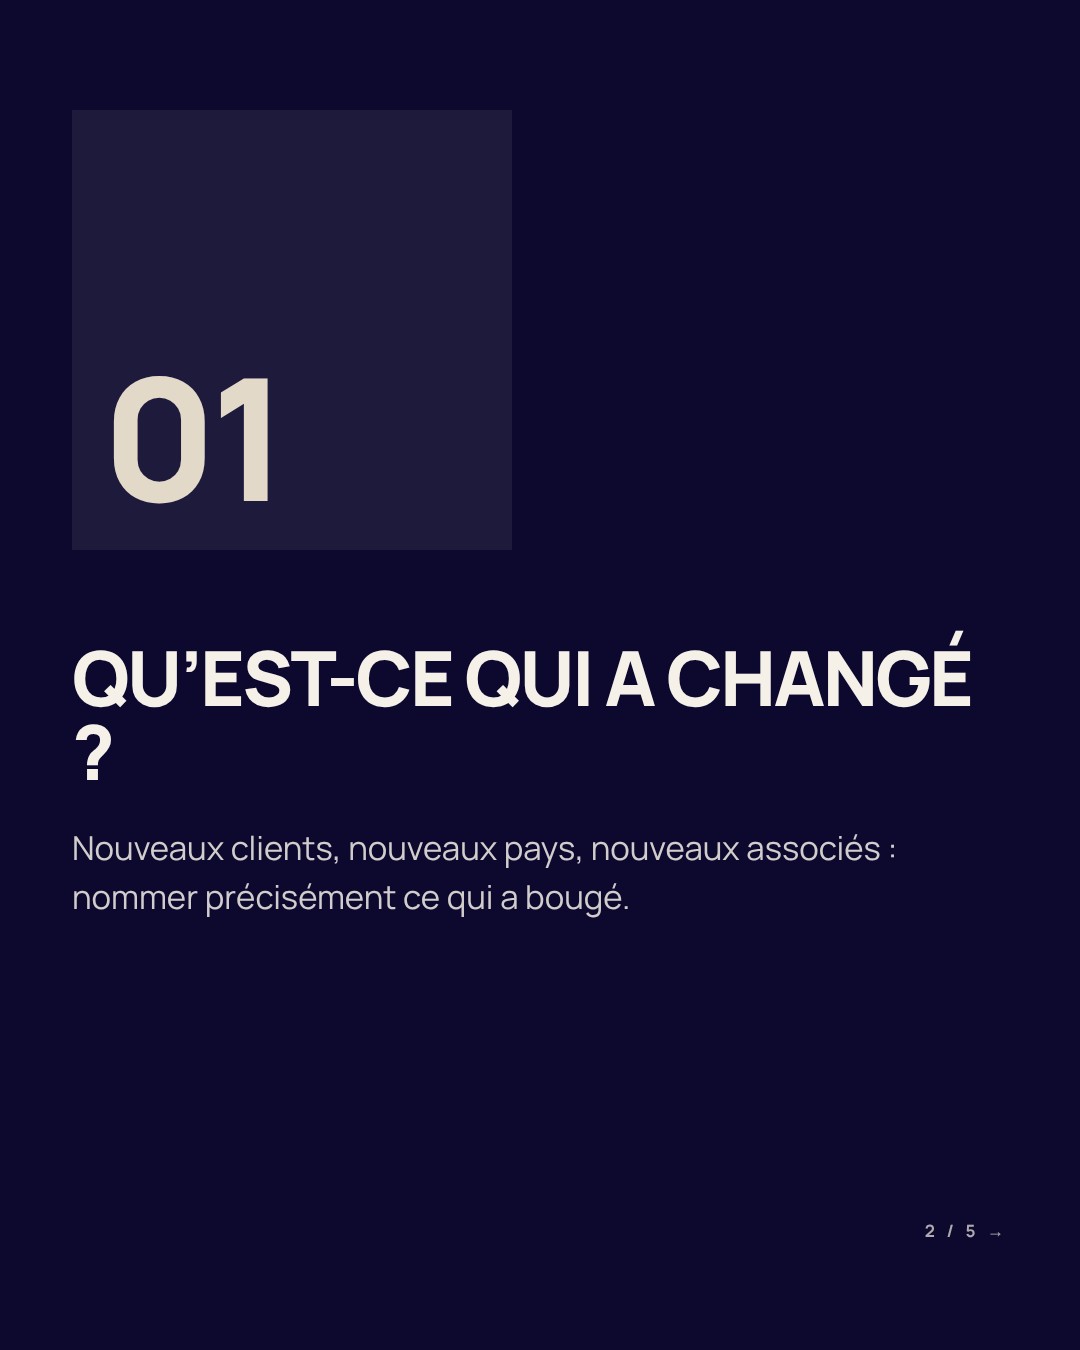 01
QU’EST-CE QUI A CHANGÉ
?
Nouveaux clients, nouveaux pays, nouveaux associés :
nommer précisément ce qui a bougé.
2 / 5 →